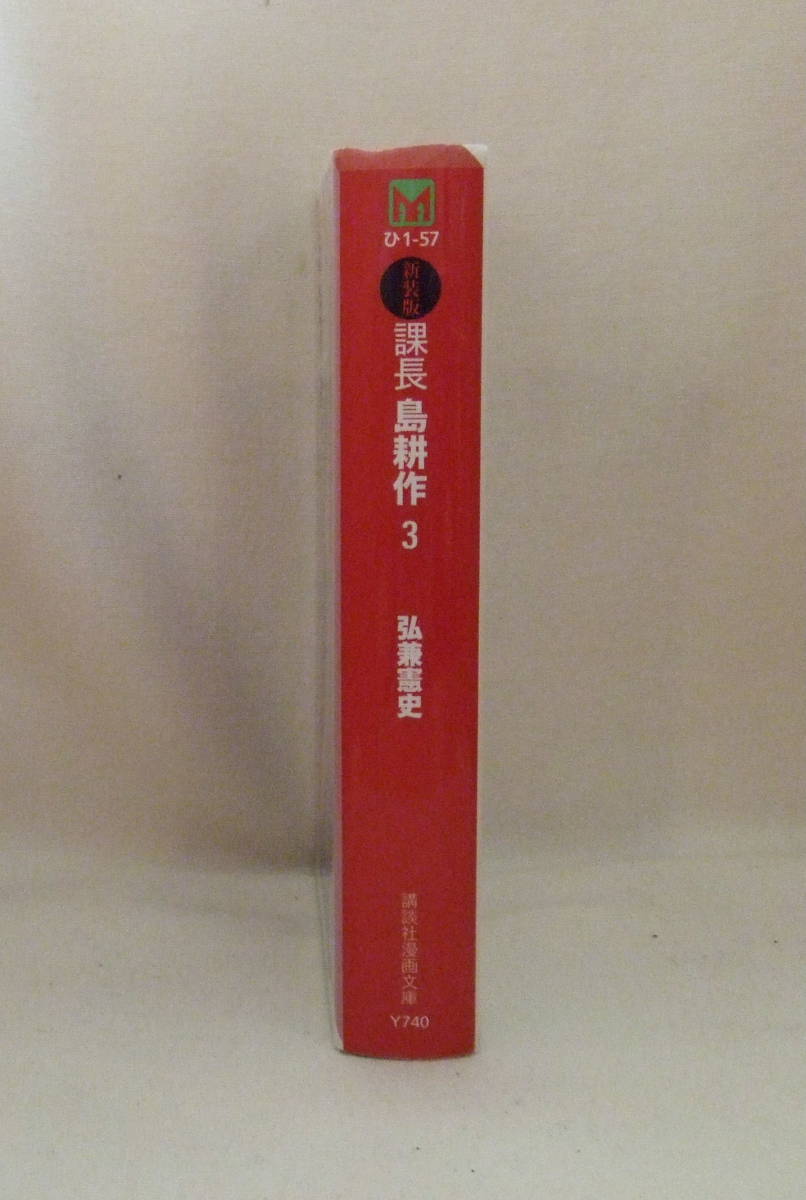 ひ1-57
新装版
課長 島耕作 3
弘兼憲史
講談社漫画文庫
Y740